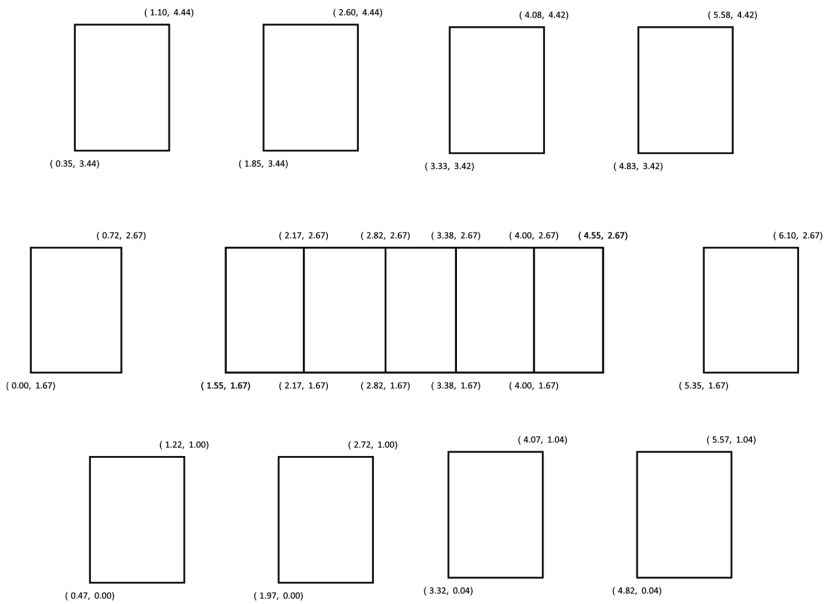 ( 1.10, 4.44)
( 2.60, 4.44)
( 4.08, 4.42)
( 5.58, 4.42)
( 0.35, 3.44)
( 1.85, 3.44)
( 3.33, 3.42)
( 4.83, 3.42)
( 0.72, 2.67)
( 2.17, 2.67)
( 2.82, 2.67)
( 3.38, 2.67)
( 4.00, 2.67)
( 4.55, 2.67)
( 6.10, 2.67)
( 0.00, 1.67)
( 1.55, 1.67)
( 2.17, 1.67)
( 2.82, 1.67)
( 3.38, 1.67)
( 4.00, 1.67)
( 5.35, 1.67)
( 1.22, 1.00)
( 2.72, 1.00)
( 4.07, 1.04)
( 5.57, 1.04)
( 0.47, 0.00)
( 1.97, 0.00)
( 3.32, 0.04)
( 4.82, 0.04)